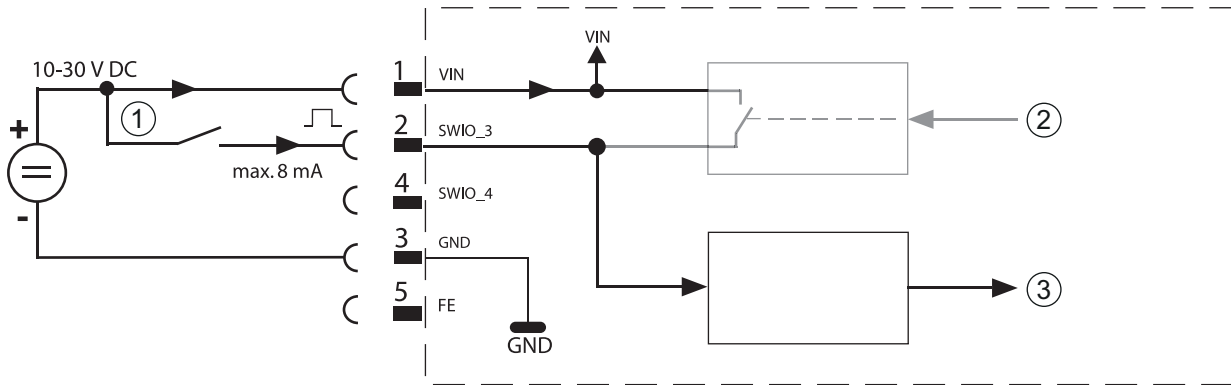 VIN
10-30 V DC
1 VIN
①
+
2 SWIO_3
②
max. 8 mA
4 SWIO_4
-
3 GND
③
5 FE
GND